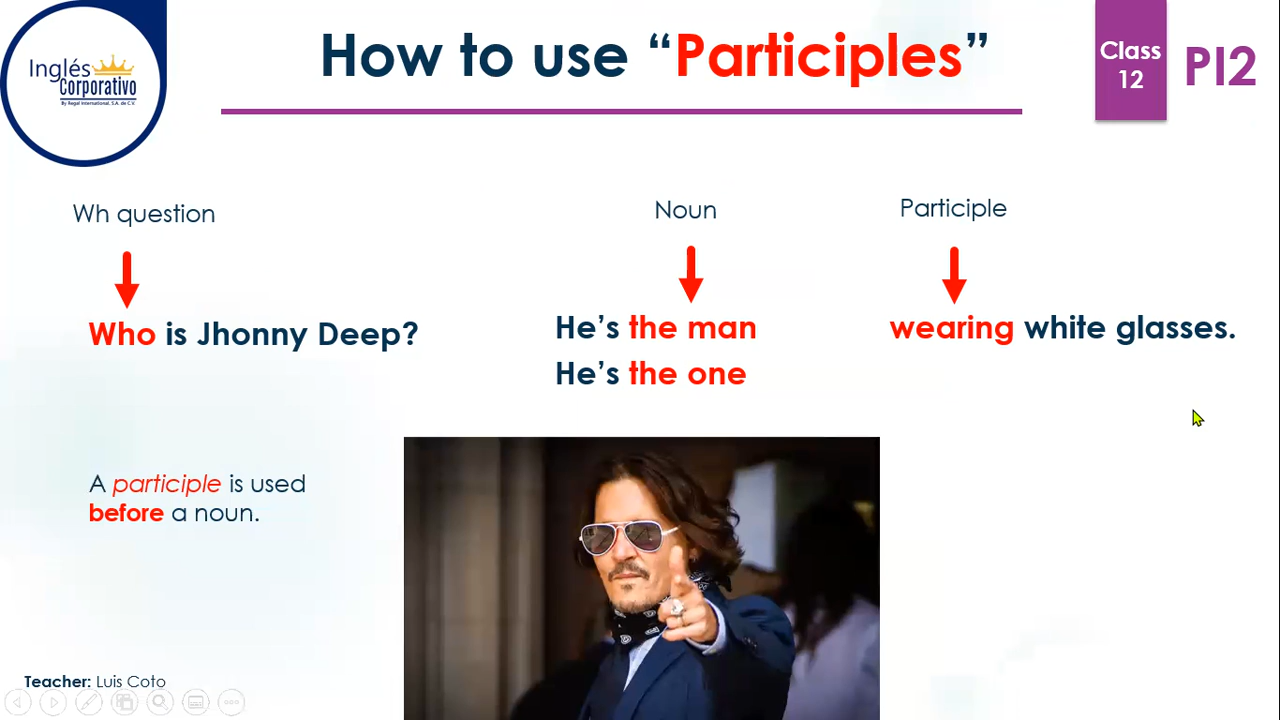 Inglés
Corporativo
By Regal International, S.A. de C.V.
How to use “Participles”
Class
12
PI2
Wh question
Noun
Participle
Who is Jhonny Deep?
He’s the man
wearing white glasses.
He’s the one
A participle is used
before a noun.
Teacher: Luis Coto